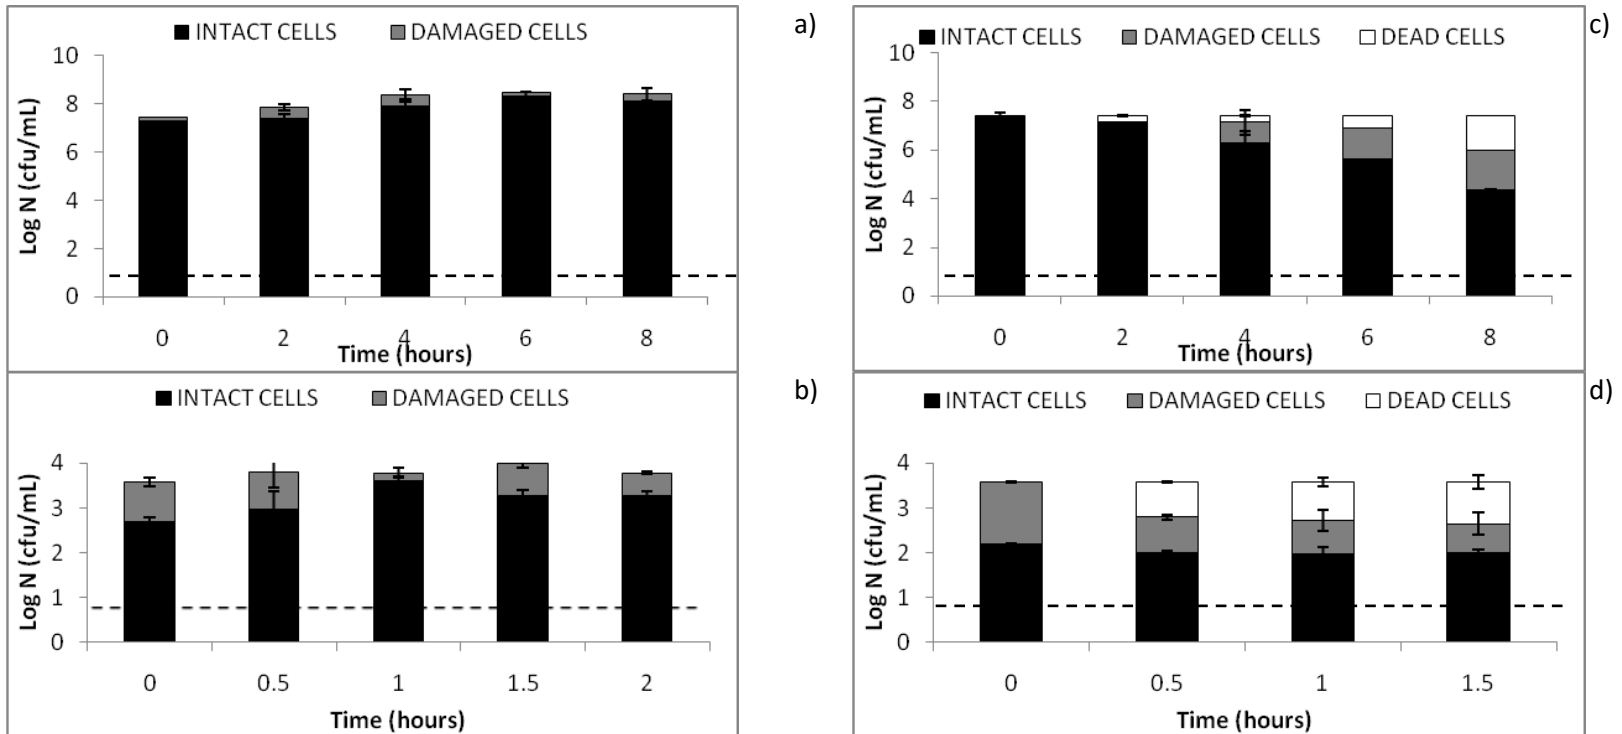 INTACT CELLS DAMAGED CELLS
a)
10
8
6
4
2
0
Log N (cfu/mL)
0 2 4 6 8
Time (hours)
INTACT CELLS DAMAGED CELLS DEAD CELLS
c)
10
8
6
4
2
0
Log N (cfu/mL)
0 2 4 6 8
Time (hours)
INTACT CELLS DAMAGED CELLS
b)
4
3
2
1
0
Log N (cfu/mL)
0 0.5 1 1.5 2
Time (hours)
INTACT CELLS DAMAGED CELLS DEAD CELLS
d)
4
3
2
1
0
Log N (cfu/mL)
0 0.5 1 1.5
Time (hours)